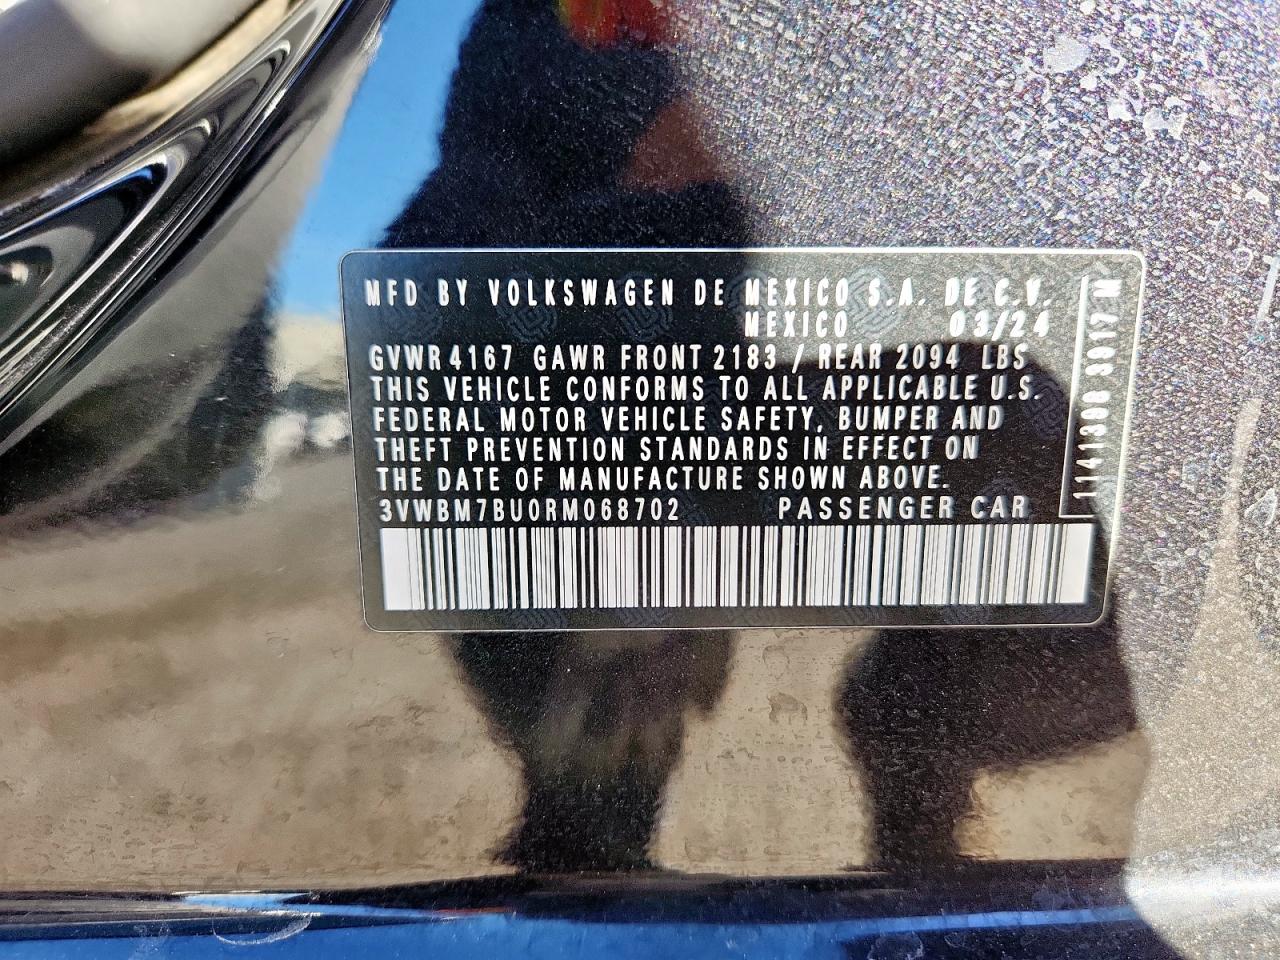 MFD BY VOLKSWAGEN DE MEXICO S.A. DE C.V.
MEXICO 03/24
GVWR 4167 GAWR FRONT 2183 / REAR 2094 LBS
THIS VEHICLE CONFORMS TO ALL APPLICABLE U.S.
FEDERAL MOTOR VEHICLE SAFETY, BUMPER AND
THEFT PREVENTION STANDARDS IN EFFECT ON
THE DATE OF MANUFACTURE SHOWN ABOVE.
3VWBM7BU0RM068702 PASSENGER CAR